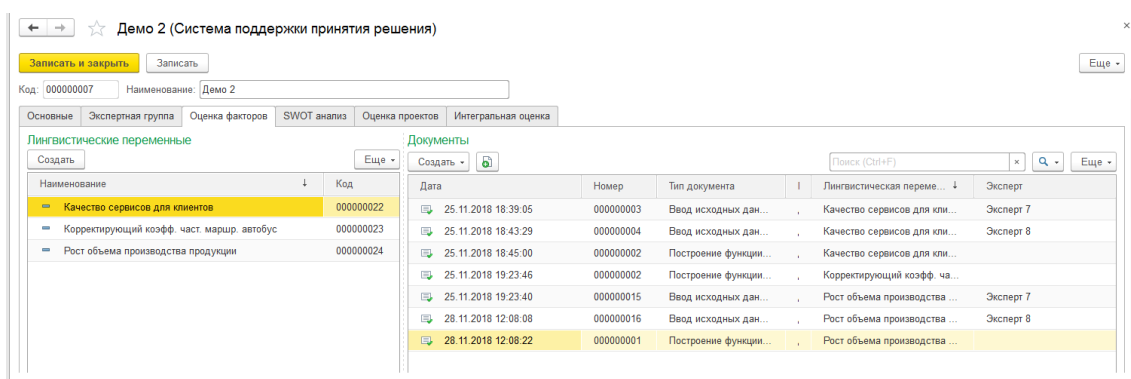 Демо 2 (Система поддержки принятия решения)
Записать и закрыть Записать Еще
Код: 000000007 Наименование: Демо 2
Основные Экспертная группа Оценка факторов SWOT анализ Оценка проектов Интегральная оценка
Лингвистические переменные
Создать Еще
Наименование ↓ Код
Качество сервисов для клиентов 000000022
Корректирующий коэфф. част. маршр. автобус 000000023
Рост объема производства продукции 000000024
Документы
Создать Поиск (Ctrl+F) × Еще
Дата Номер Тип документа I Лингвистическая переме... ↓ Эксперт
25.11.2018 18:39:05 000000003 Ввод исходных дан... , Качество сервисов для кли... Эксперт 7
25.11.2018 18:43:29 000000004 Ввод исходных дан... , Качество сервисов для кли... Эксперт 8
25.11.2018 18:45:00 000000002 Построение функции... , Качество сервисов для кли...
25.11.2018 19:23:46 000000002 Построение функции... , Корректирующий коэфф. ча...
25.11.2018 19:23:40 000000015 Ввод исходных дан... , Рост объема производства ... Эксперт 7
28.11.2018 12:08:08 000000016 Ввод исходных дан... , Рост объема производства ... Эксперт 8
28.11.2018 12:08:22 000000001 Построение функции... , Рост объема производства ...